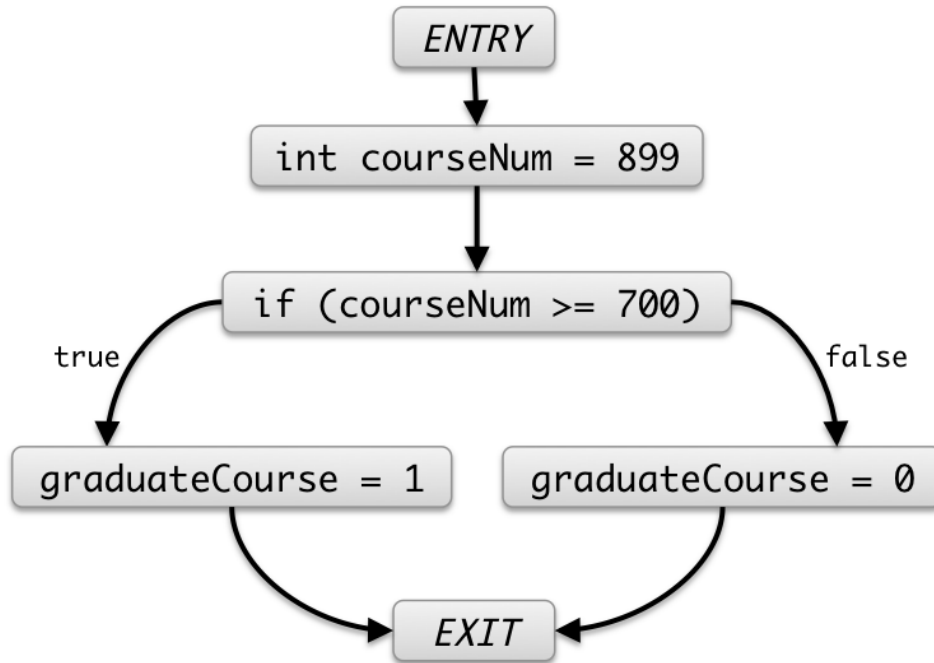 ENTRY
int courseNum = 899
if (courseNum >= 700)
true
false
graduateCourse = 1
graduateCourse = 0
EXIT